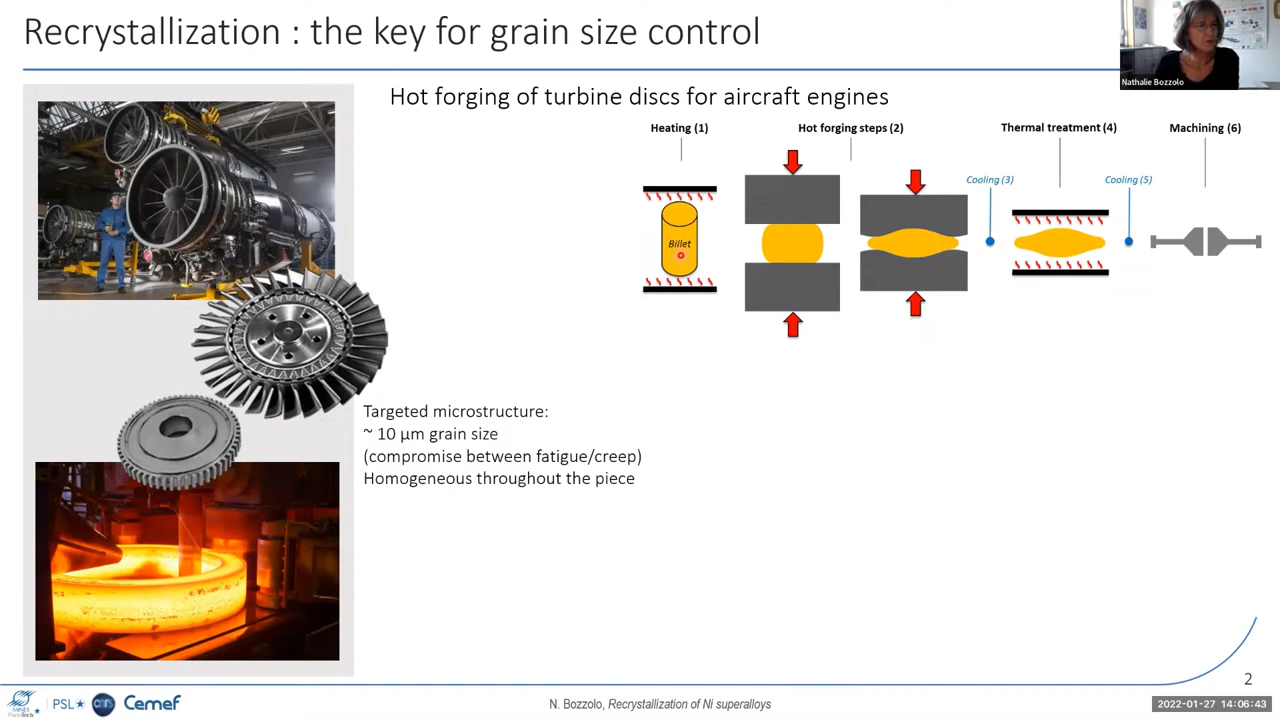 Recrystallization : the key for grain size control
Nathalie Bozzolo
Hot forging of turbine discs for aircraft engines
Heating (1)
Hot forging steps (2)
Thermal treatment (4)
Machining (6)
Cooling (3)
Cooling (5)
Billet
Targeted microstructure:
~ 10 µm grain size
(compromise between fatigue/creep)
Homogeneous throughout the piece
2
MINES
ParisTech
PSL
cnrs
Cemef
N. Bozzolo, Recrystallization of Ni superalloys
2022-01-27 14:06:43